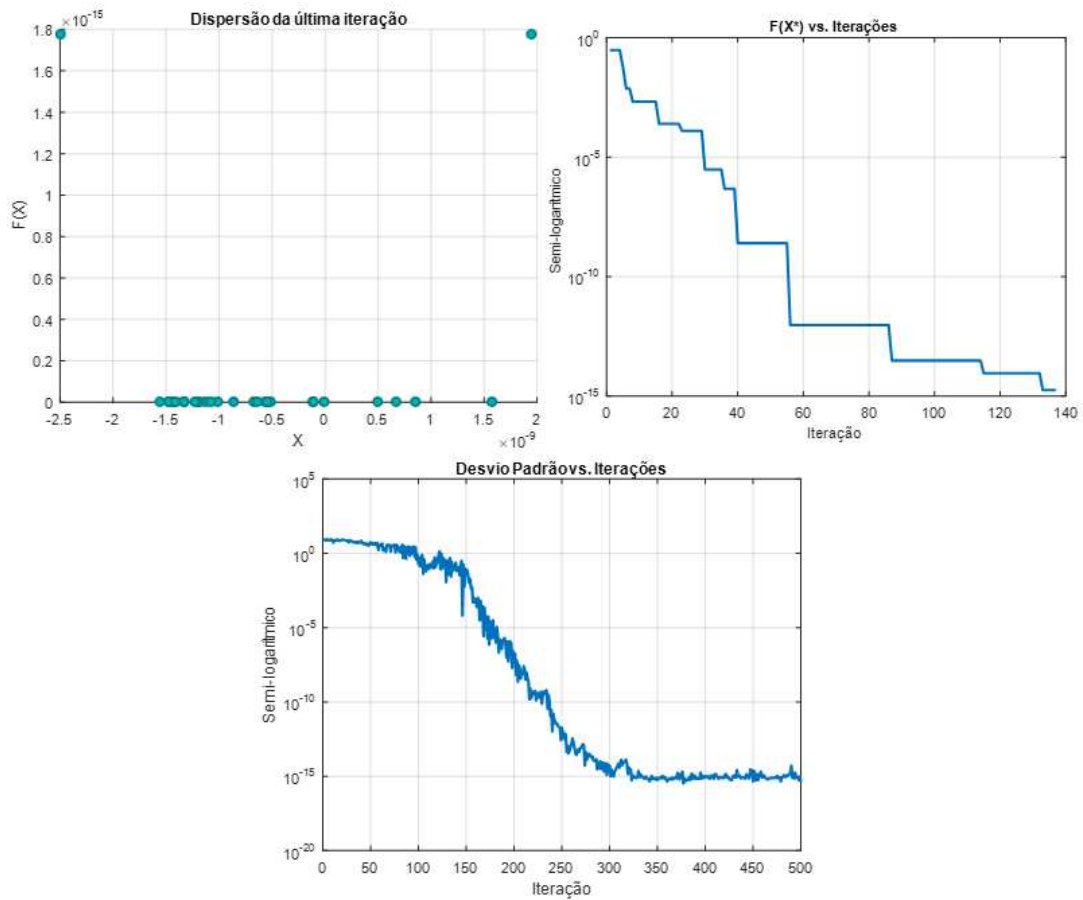 Dispersão da última iteração
×10-15
1.8
1.6
1.4
1.2
1
0.8
0.6
0.4
0.2
0
F(X)
-2.5 -2 -1.5 -1 -0.5 0 0.5 1 1.5 2
X
×10-9
F(X*) vs. Iterações
100
10-5
10-10
10-15
Semi-logarítmico
0 20 40 60 80 100 120 140
Iteração
Desvio Padrão vs. Iterações
105
100
10-5
10-10
10-15
10-20
Semi-logarítmico
0 50 100 150 200 250 300 350 400 450 500
Iteração